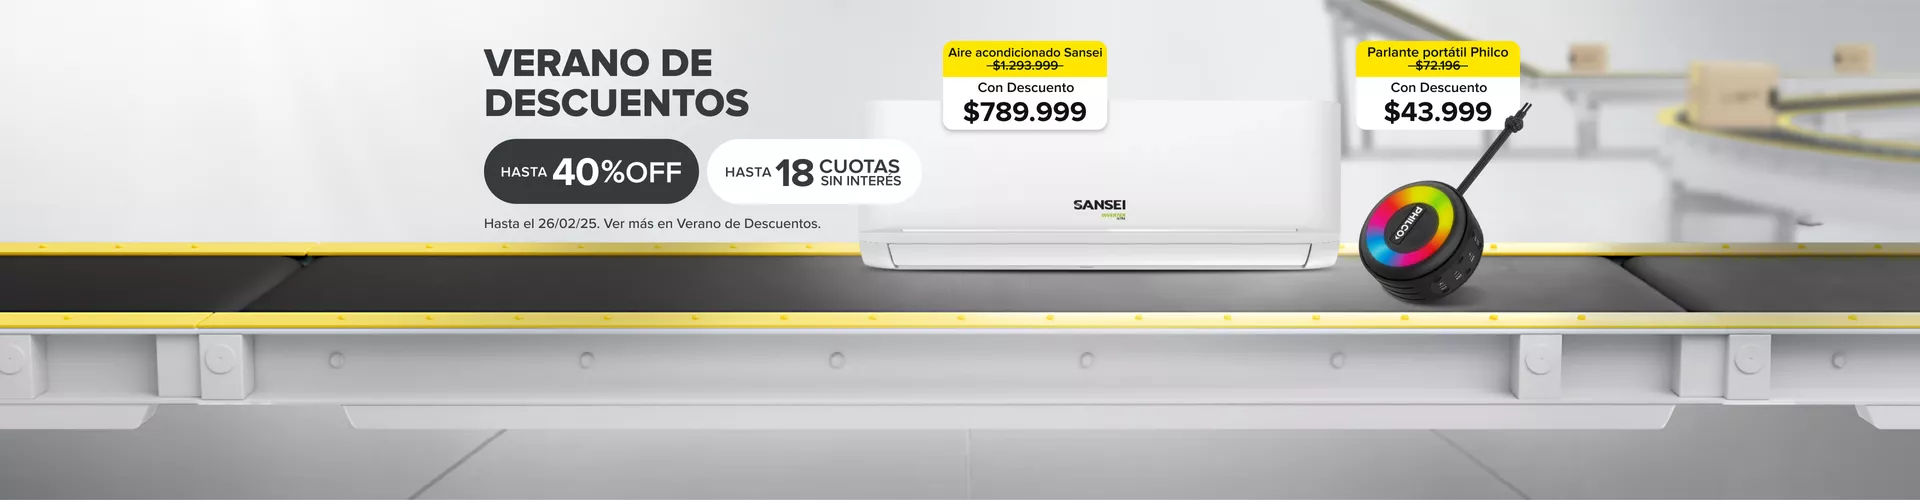 VERANO DE
DESCUENTOS
HASTA 40%OFF
HASTA 18 CUOTAS
SIN INTERÉS
Hasta el 26/02/25. Ver más en Verano de Descuentos.
Aire acondicionado Sansei
$1.293.999
Con Descuento
$789.999
SANSEI
INVERTER
Parlante portátil Philco
$72.196
Con Descuento
$43.999
PHILCO